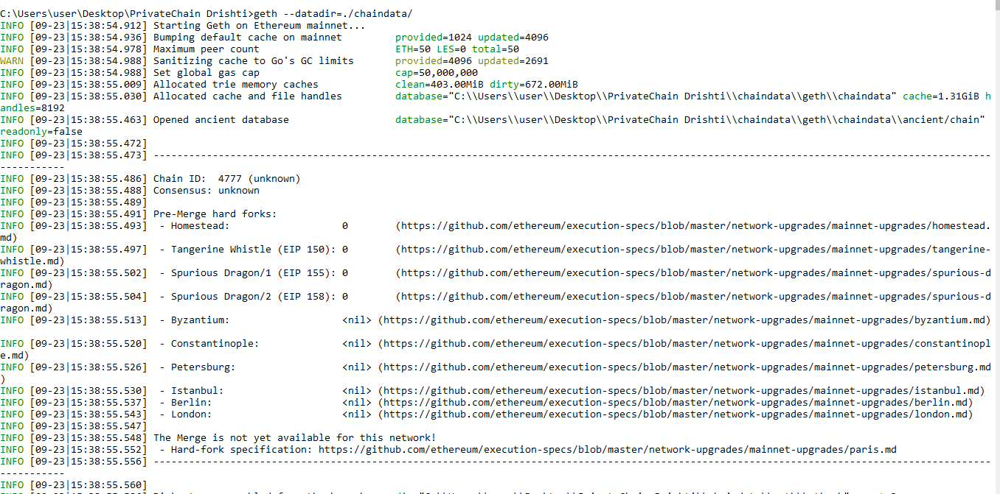 C:\Users\user\Desktop\PrivateChain Drishti>geth --datadir=./chaindata/
INFO [09-23|15:38:54.912] Starting Geth on Ethereum mainnet...
INFO [09-23|15:38:54.936] Bumping default cache on mainnet         provided=1024 updated=4096
INFO [09-23|15:38:54.978] Maximum peer count                       ETH=50 LES=0 total=50
WARN [09-23|15:38:54.988] Sanitizing cache to Go's GC limits       provided=4096 updated=2691
INFO [09-23|15:38:54.988] Set global gas cap                       cap=50,000,000
INFO [09-23|15:38:55.009] Allocated trie memory caches             clean=403.00MiB dirty=672.00MiB
INFO [09-23|15:38:55.030] Allocated cache and file handles         database="C:\\Users\\user\\Desktop\\PrivateChain Drishti\\chaindata\\geth\\chaindata" cache=1.31GiB h
andles=8192
INFO [09-23|15:38:55.463] Opened ancient database                  database="C:\\Users\\user\\Desktop\\PrivateChain Drishti\\chaindata\\geth\\chaindata\\ancient/chain"
readonly=false
INFO [09-23|15:38:55.472]
INFO [09-23|15:38:55.473] ----------------------------------------------------------------------------------------------------------------------------------------------
-----------
INFO [09-23|15:38:55.486] Chain ID:  4777 (unknown)
INFO [09-23|15:38:55.488] Consensus: unknown
INFO [09-23|15:38:55.489]
INFO [09-23|15:38:55.491] Pre-Merge hard forks:
INFO [09-23|15:38:55.493]  - Homestead:                   0        (https://github.com/ethereum/execution-specs/blob/master/network-upgrades/mainnet-upgrades/homestead.
md)
INFO [09-23|15:38:55.497]  - Tangerine Whistle (EIP 150): 0        (https://github.com/ethereum/execution-specs/blob/master/network-upgrades/mainnet-upgrades/tangerine-
whistle.md)
INFO [09-23|15:38:55.502]  - Spurious Dragon/1 (EIP 155): 0        (https://github.com/ethereum/execution-specs/blob/master/network-upgrades/mainnet-upgrades/spurious-d
ragon.md)
INFO [09-23|15:38:55.504]  - Spurious Dragon/2 (EIP 158): 0        (https://github.com/ethereum/execution-specs/blob/master/network-upgrades/mainnet-upgrades/spurious-d
ragon.md)
INFO [09-23|15:38:55.513]  - Byzantium:                   <nil> (https://github.com/ethereum/execution-specs/blob/master/network-upgrades/mainnet-upgrades/byzantium.md)
INFO [09-23|15:38:55.520]  - Constantinople:              <nil> (https://github.com/ethereum/execution-specs/blob/master/network-upgrades/mainnet-upgrades/constantinopl
e.md)
INFO [09-23|15:38:55.526]  - Petersburg:                  <nil> (https://github.com/ethereum/execution-specs/blob/master/network-upgrades/mainnet-upgrades/petersburg.md
)
INFO [09-23|15:38:55.530]  - Istanbul:                    <nil> (https://github.com/ethereum/execution-specs/blob/master/network-upgrades/mainnet-upgrades/istanbul.md)
INFO [09-23|15:38:55.537]  - Berlin:                      <nil> (https://github.com/ethereum/execution-specs/blob/master/network-upgrades/mainnet-upgrades/berlin.md)
INFO [09-23|15:38:55.543]  - London:                      <nil> (https://github.com/ethereum/execution-specs/blob/master/network-upgrades/mainnet-upgrades/london.md)
INFO [09-23|15:38:55.547]
INFO [09-23|15:38:55.548] The Merge is not yet available for this network!
INFO [09-23|15:38:55.552]  - Hard-fork specification: https://github.com/ethereum/execution-specs/blob/master/network-upgrades/mainnet-upgrades/paris.md
INFO [09-23|15:38:55.556] ----------------------------------------------------------------------------------------------------------------------------------------------
-----------
INFO [09-23|15:38:55.560]